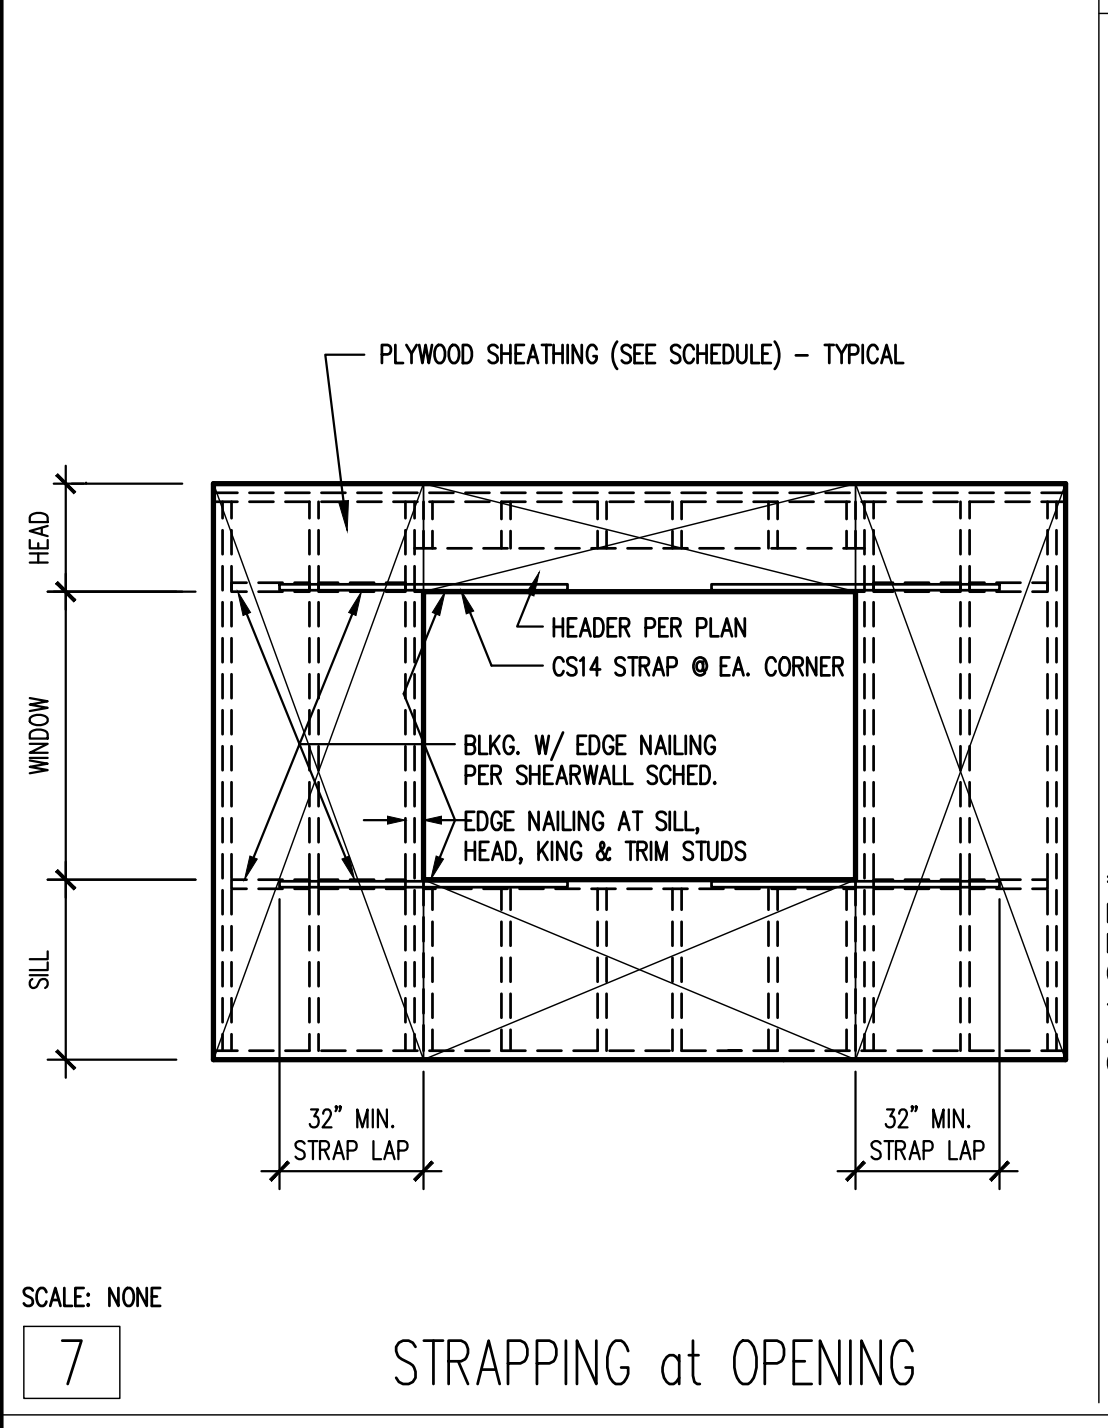 PLYWOOD SHEATHING (SEE SCHEDULE) – TYPICAL
HEAD
HEADER PER PLAN
CS14 STRAP @ EA. CORNER
WINDOW
BLKG. W/ EDGE NAILING
PER SHEARWALL SCHED.
EDGE NAILING AT SILL,
HEAD, KING & TRIM STUDS
SILL
32" MIN.
STRAP LAP
32" MIN.
STRAP LAP
SCALE: NONE
7
STRAPPING at OPENING